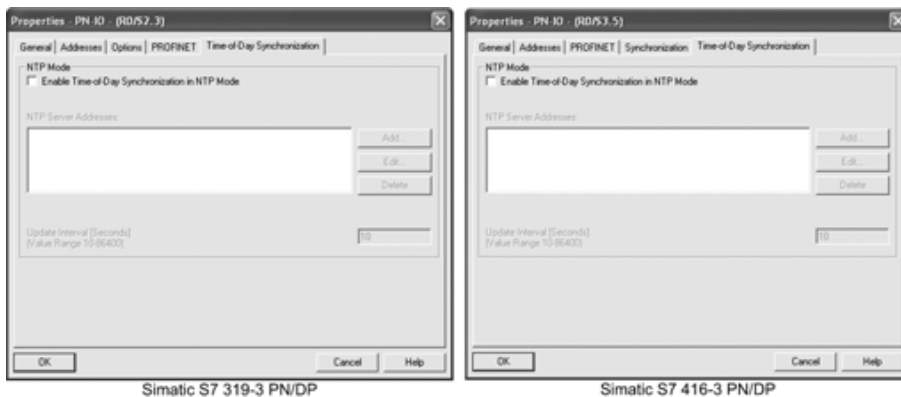 Properties - PN-IO - (R0/S2.3)
General Addresses Options PROFINET Time-of-Day Synchronization
NTP Mode
Enable Time-of-Day Synchronization in NTP Mode
NTP Server Addresses:
Add...
Edit...
Delete
Update Interval [Seconds]
(Value Range 10-86400)
10
OK
Cancel
Help
Simatic S7 319-3 PN/DP
Properties - PN-IO - (R0/S3.5)
General Addresses PROFINET Synchronization Time-of-Day Synchronization
NTP Mode
Enable Time-of-Day Synchronization in NTP Mode
NTP Server Addresses:
Add...
Edit...
Delete
Update Interval [Seconds]
(Value Range 10-86400)
10
OK
Cancel
Help
Simatic S7 416-3 PN/DP